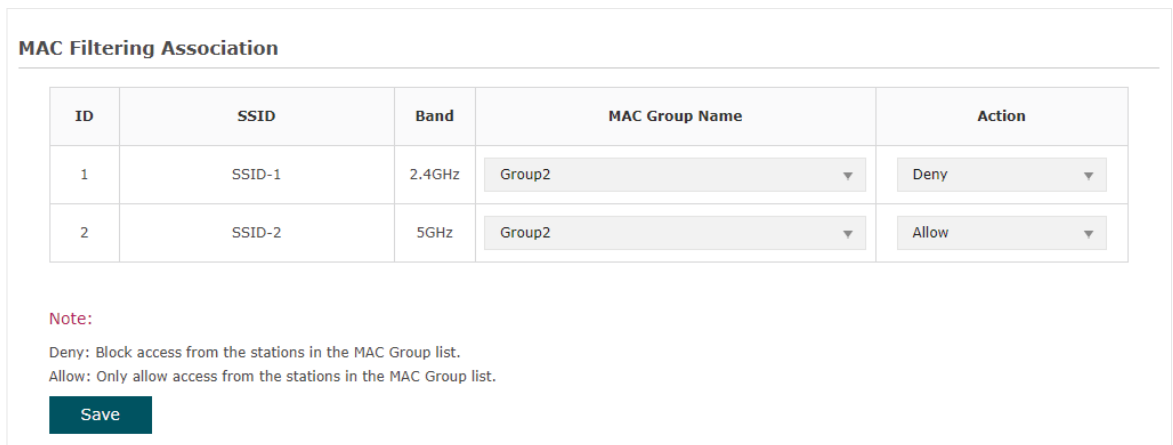 MAC Filtering Association
ID SSID Band MAC Group Name Action
1 SSID-1 2.4GHz Group2 Deny
2 SSID-2 5GHz Group2 Allow
Note:
Deny: Block access from the stations in the MAC Group list.
Allow: Only allow access from the stations in the MAC Group list.
Save